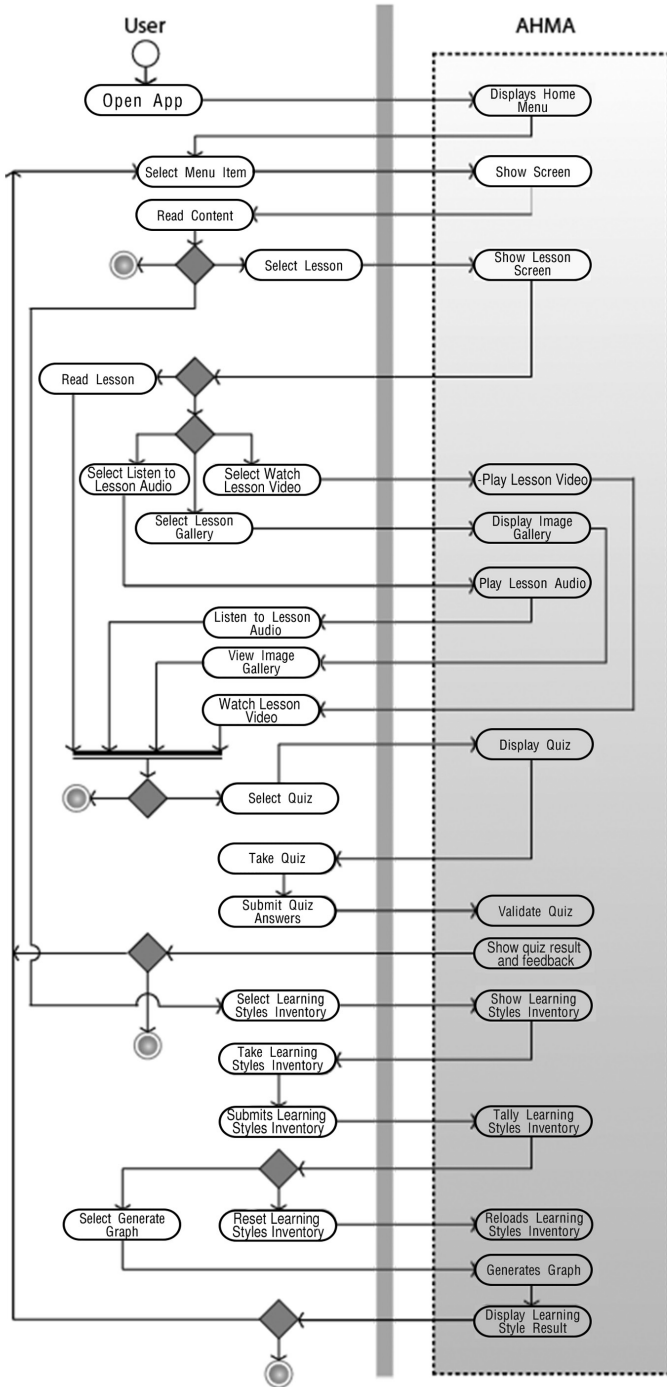 User
AHMA
Open App
Displays Home
Menu
Select Menu Item
Show Screen
Read Content
Select Lesson
Show Lesson
Screen
Read Lesson
Select Listen to
Lesson Audio
Select Watch
Lesson Video
-Play Lesson Video
Select Lesson
Gallery
Display Image
Gallery
Play Lesson Audio
Listen to Lesson
Audio
View Image
Gallery
Watch Lesson
Video
Display Quiz
Select Quiz
Take Quiz
Submit Quiz
Answers
Validate Quiz
Show quiz result
and feedback
Select Learning
Styles Inventory
Show Learning
Styles Inventory
Take Learning
Styles Inventory
Submits Learning
Styles Inventory
Tally Learning
Styles Inventory
Select Generate
Graph
Reset Learning
Styles Inventory
Reloads Learning
Styles Inventory
Generates Graph
Display Learning
Style Result